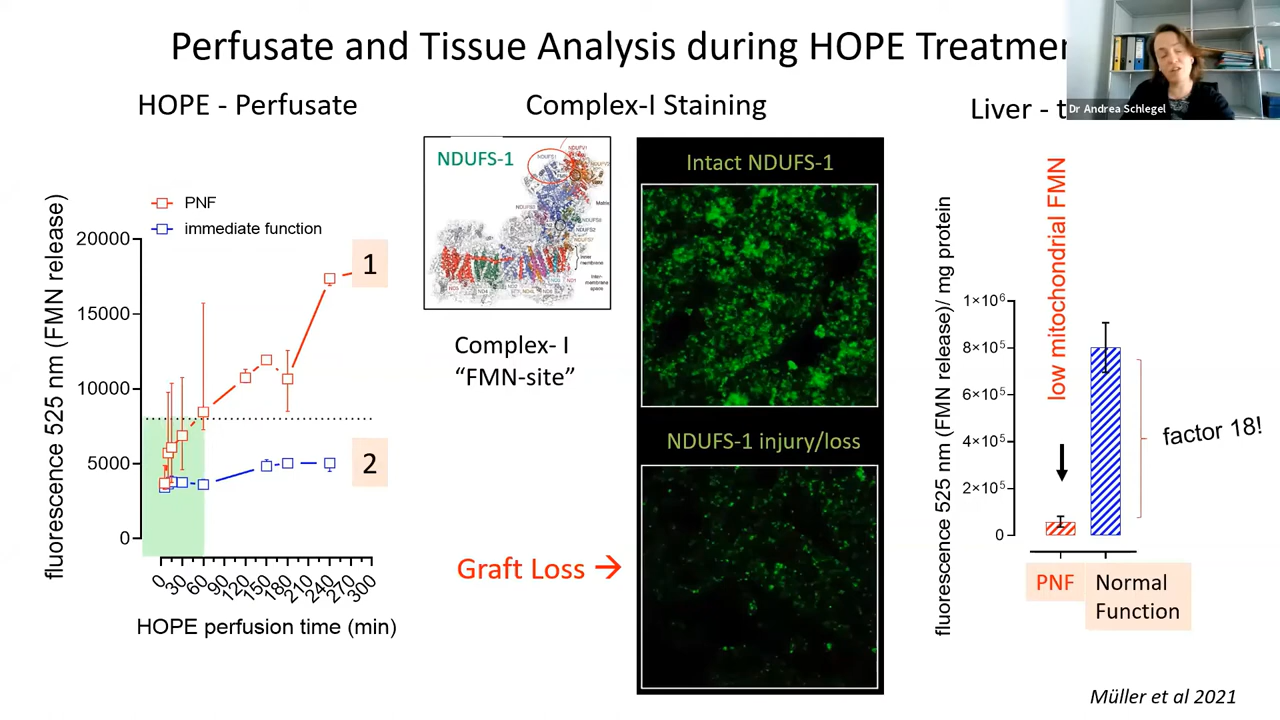 Perfusate and Tissue Analysis during HOPE
Dr Andrea Schlegel
HOPE - Perfusate
Complex-I Staining
Liver -
fluorescence 525 nm (FMN release)
PNF
immediate function
20000
15000
10000
5000
0
1
2
0
30
60
90
120
150
180
210
240
270
300
HOPE perfusion time (min)
NDUFS-1
Complex- I
“FMN-site”
Graft Loss →
Intact NDUFS-1
NDUFS-1 injury/loss
fluorescence 525 nm (FMN release)/ mg protein
low mitochondrial FMN
1×10⁶
8×10⁵
6×10⁵
4×10⁵
2×10⁵
0
factor 18!
PNF
Normal
Function
Müller et al 2021